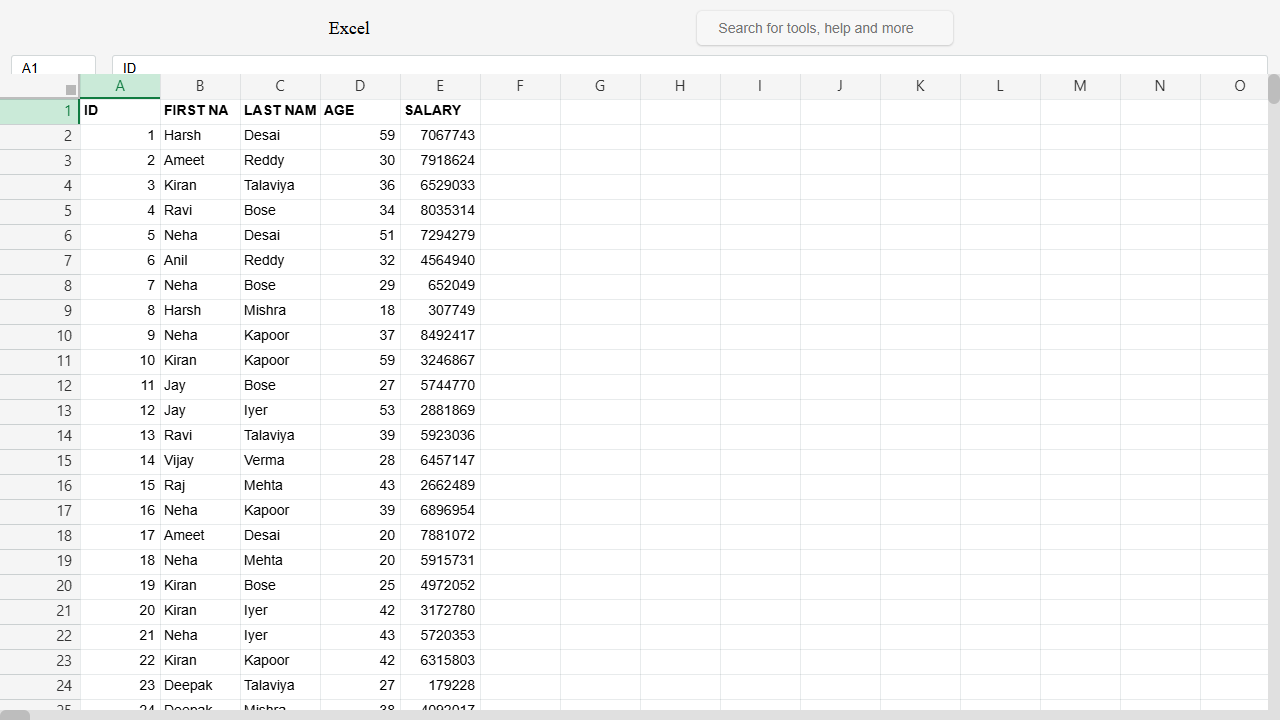 Excel
Search for tools, help and more
A1 ID
A B C D E F G H I J K L M N O
1 ID FIRST NA LAST NAM AGE SALARY
2 1 Harsh Desai 59 7067743
3 2 Ameet Reddy 30 7918624
4 3 Kiran Talaviya 36 6529033
5 4 Ravi Bose 34 8035314
6 5 Neha Desai 51 7294279
7 6 Anil Reddy 32 4564940
8 7 Neha Bose 29 652049
9 8 Harsh Mishra 18 307749
10 9 Neha Kapoor 37 8492417
11 10 Kiran Kapoor 59 3246867
12 11 Jay Bose 27 5744770
13 12 Jay Iyer 53 2881869
14 13 Ravi Talaviya 39 5923036
15 14 Vijay Verma 28 6457147
16 15 Raj Mehta 43 2662489
17 16 Neha Kapoor 39 6896954
18 17 Ameet Desai 20 7881072
19 18 Neha Mehta 20 5915731
20 19 Kiran Bose 25 4972052
21 20 Kiran Iyer 42 3172780
22 21 Neha Iyer 43 5720353
23 22 Kiran Kapoor 42 6315803
24 23 Deepak Talaviya 27 179228
25 24 Deepak Mishra 38 4092017